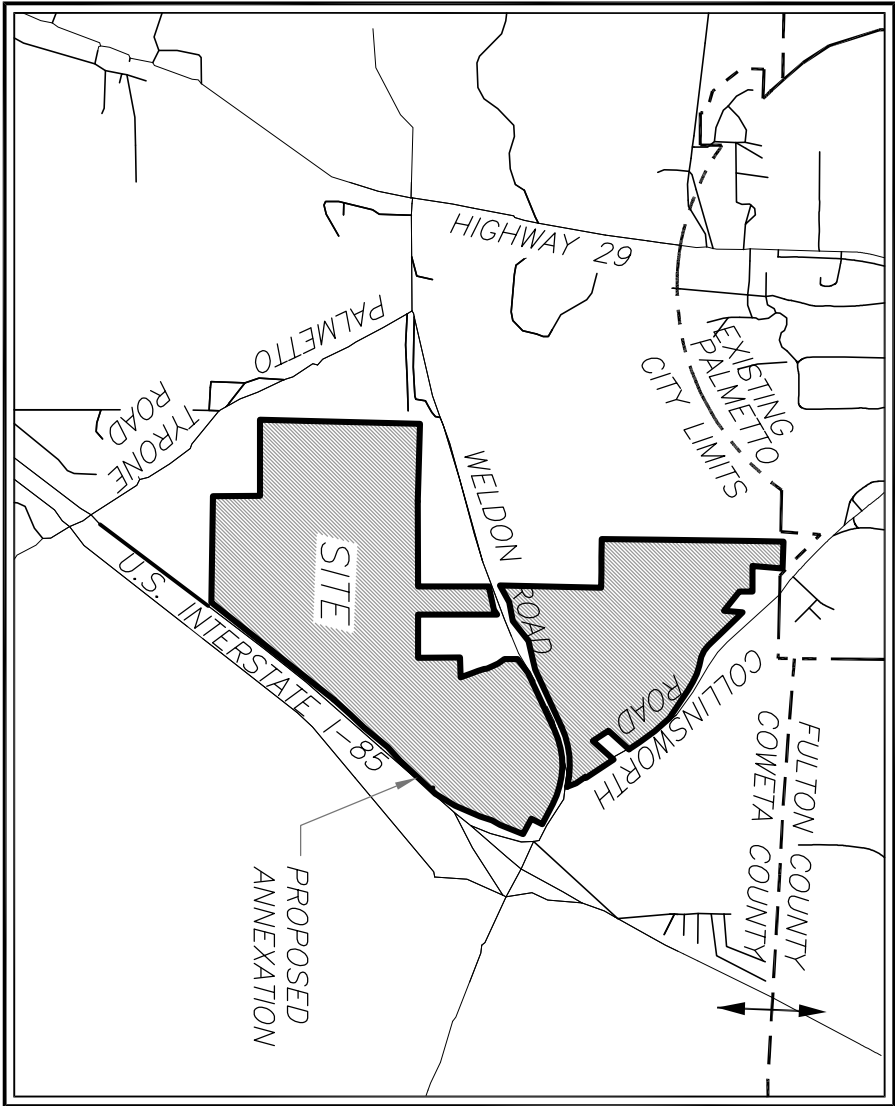 HIGHWAY 29
EXISTING
PALMETTO
CITY LIMITS
PALMETTO
TYRONE
ROAD
WELDON ROAD
SITE
U.S. INTERSTATE I-85
COLLINSWORTH
ROAD
FULTON COUNTY
COWETA COUNTY
PROPOSED
ANNEXATION